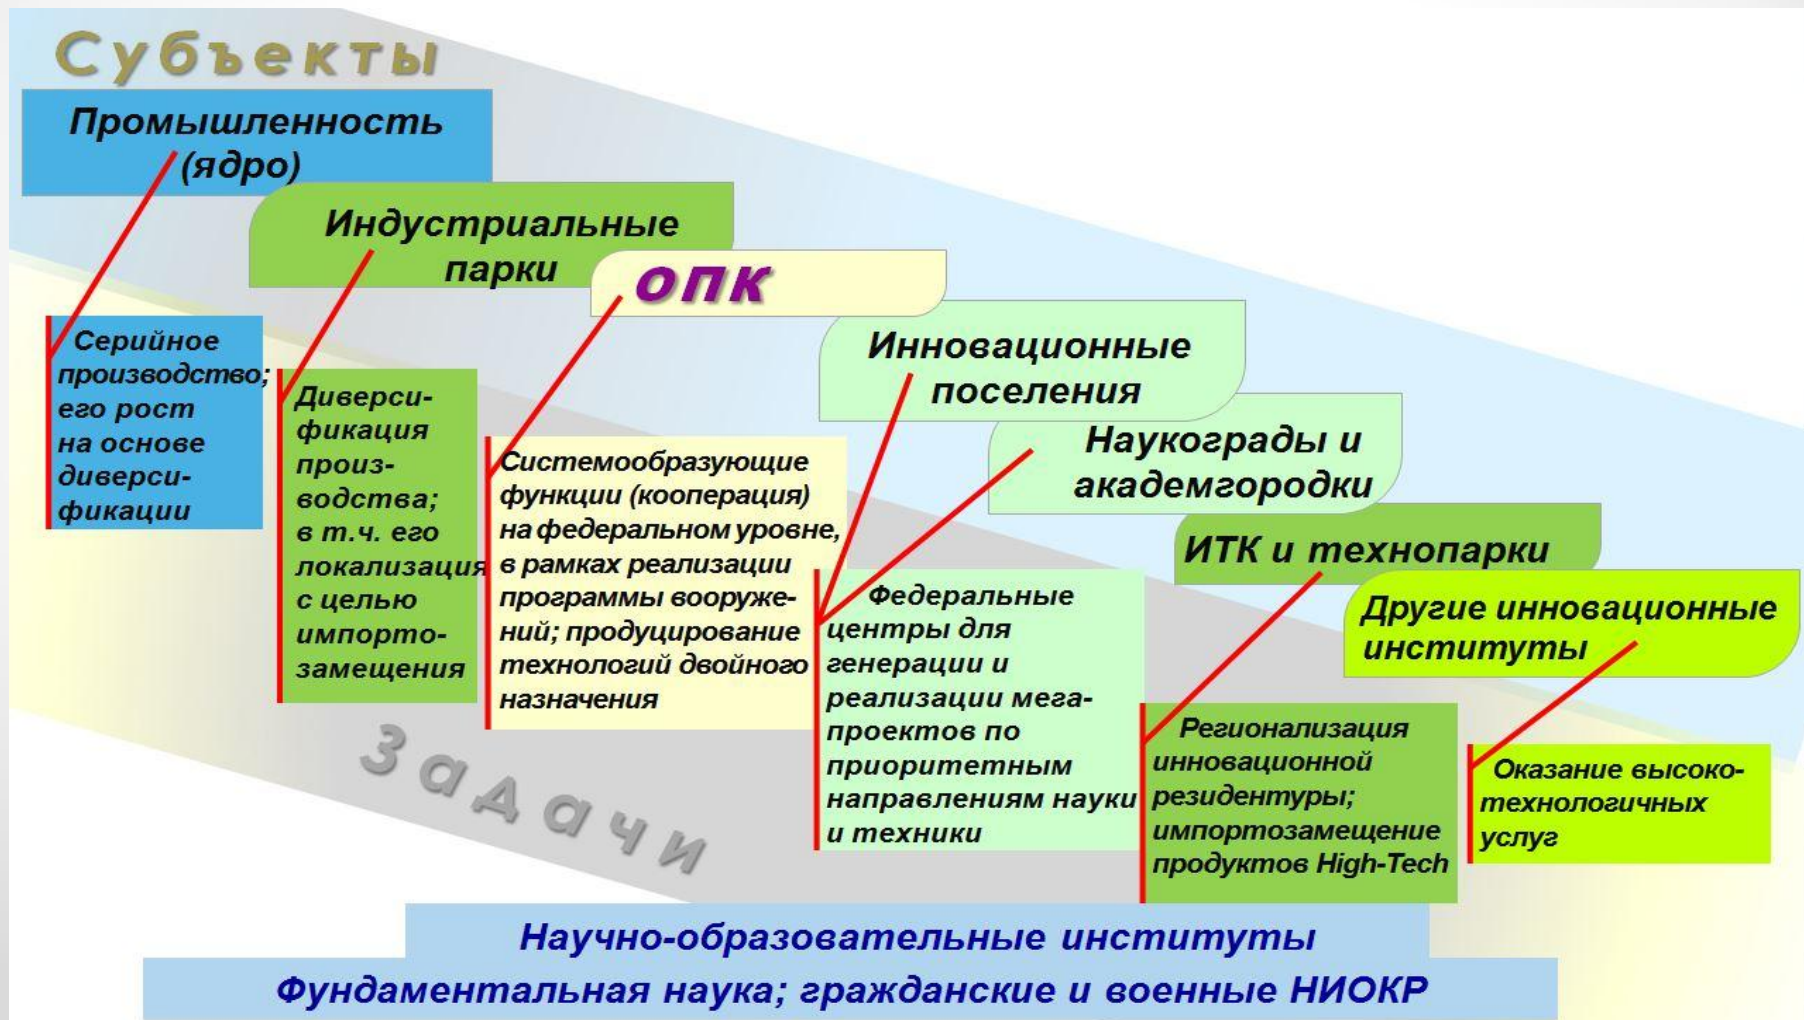 Субъекты
Промышленность
(ядро)
Индустриальные
парки
ОПК
Инновационные
поселения
Наукограды и
академгородки
ИТК и технопарки
Другие инновационные
институты
Серийное
производство;
его рост
на основе
диверси-
фикации
Диверси-
фикация
произ-
водства;
в т.ч. его
локализация
с целью
импорто-
замещения
Системообразующие
функции (кооперация)
на федеральном уровне,
в рамках реализации
программы вооруже-
ний; продуцирование
технологий двойного
назначения
Федеральные
центры для
генерации и
реализации мега-
проектов по
приоритетным
направлениям науки
и техники
Регионализация
инновационной
резидентуры;
импортозамещение
продуктов High-Tech
Оказание высоко-
технологичных
услуг
Задачи
Научно-образовательные институты
Фундаментальная наука; гражданские и военные НИОКР